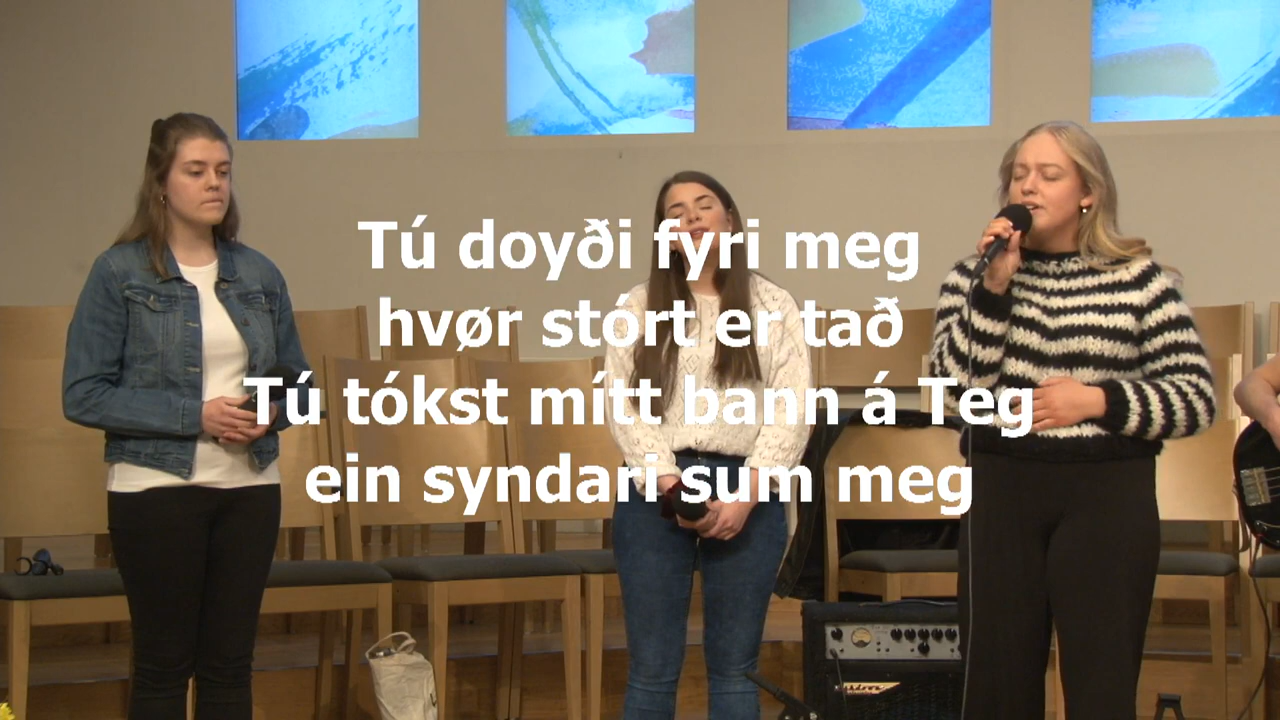 Tú doyði fyri meg
hvør stórt er tað
Tú tókst mítt bann á Teg
ein syndari sum meg